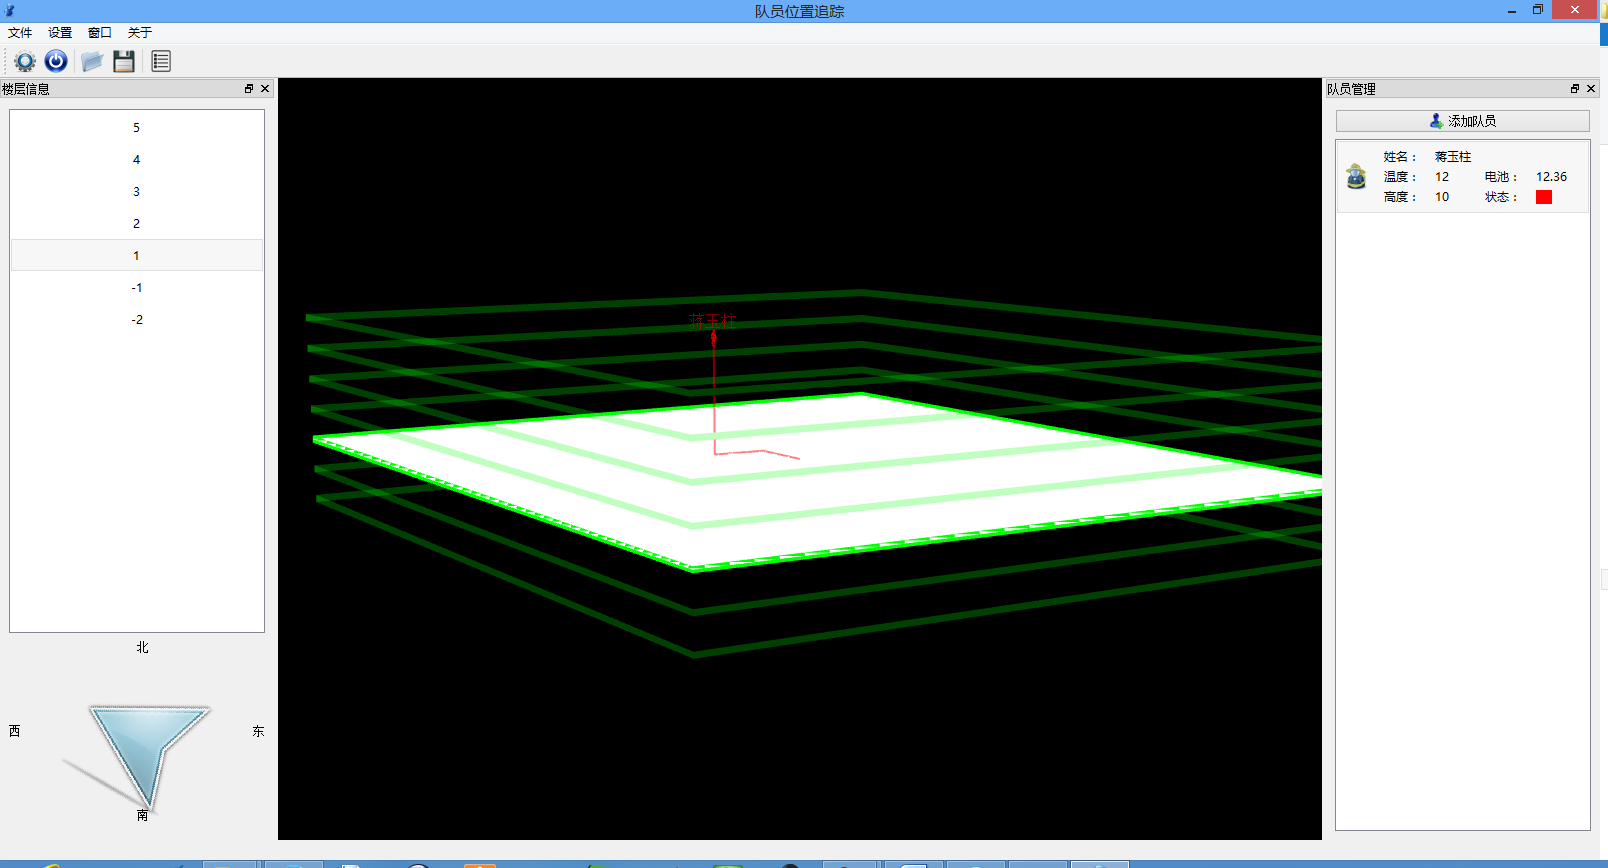 队员位置追踪
文件 设置 窗口 关于
楼层信息
5
4
3
2
1
-1
-2
北
西 东
南
蒋玉柱
队员管理
添加队员
姓名： 蒋玉柱
温度： 12 电池： 12.36
高度： 10 状态：